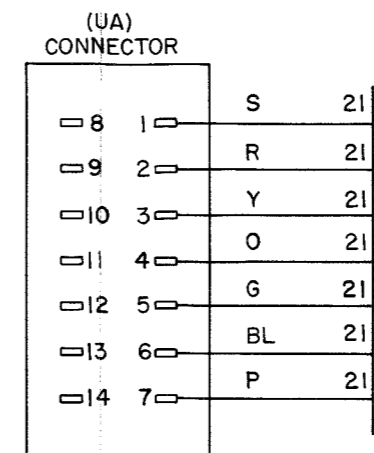 (UA)
CONNECTOR
8 1 S 21
9 2 R 21
10 3 Y 21
11 4 O 21
12 5 G 21
13 6 BL 21
14 7 P 21